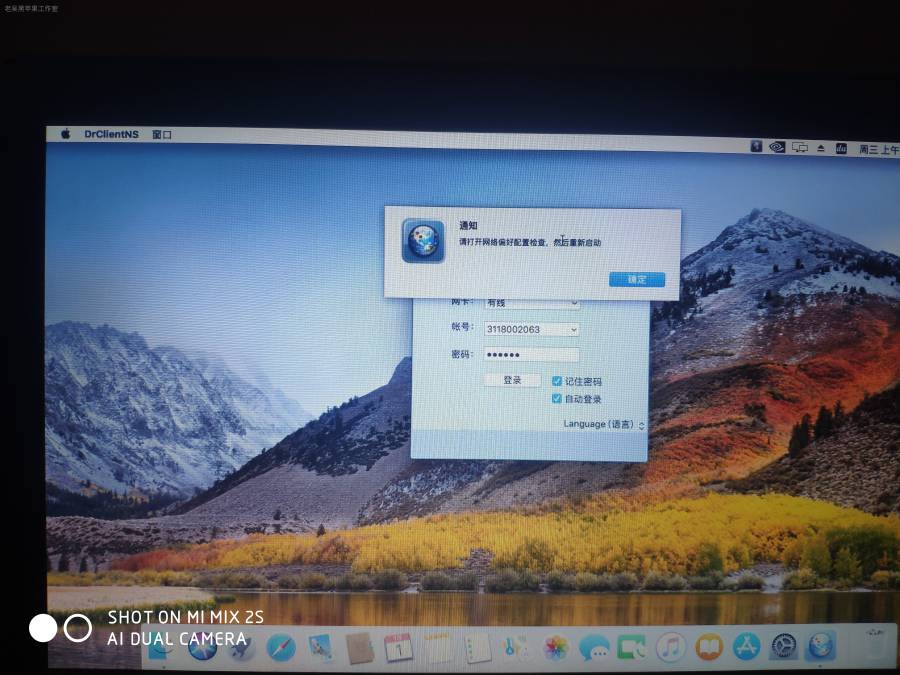 老吴黑苹果工作室
DrClientNS 窗口
du 周三 上午
通知
请打开网络偏好配置检查，然后重新启动
确定
网卡： 有线
帐号： 3118002063
密码： ●●●●●●
登录 记住密码
自动登录
Language (语言)
1
SHOT ON MI MIX 2S
AI DUAL CAMERA